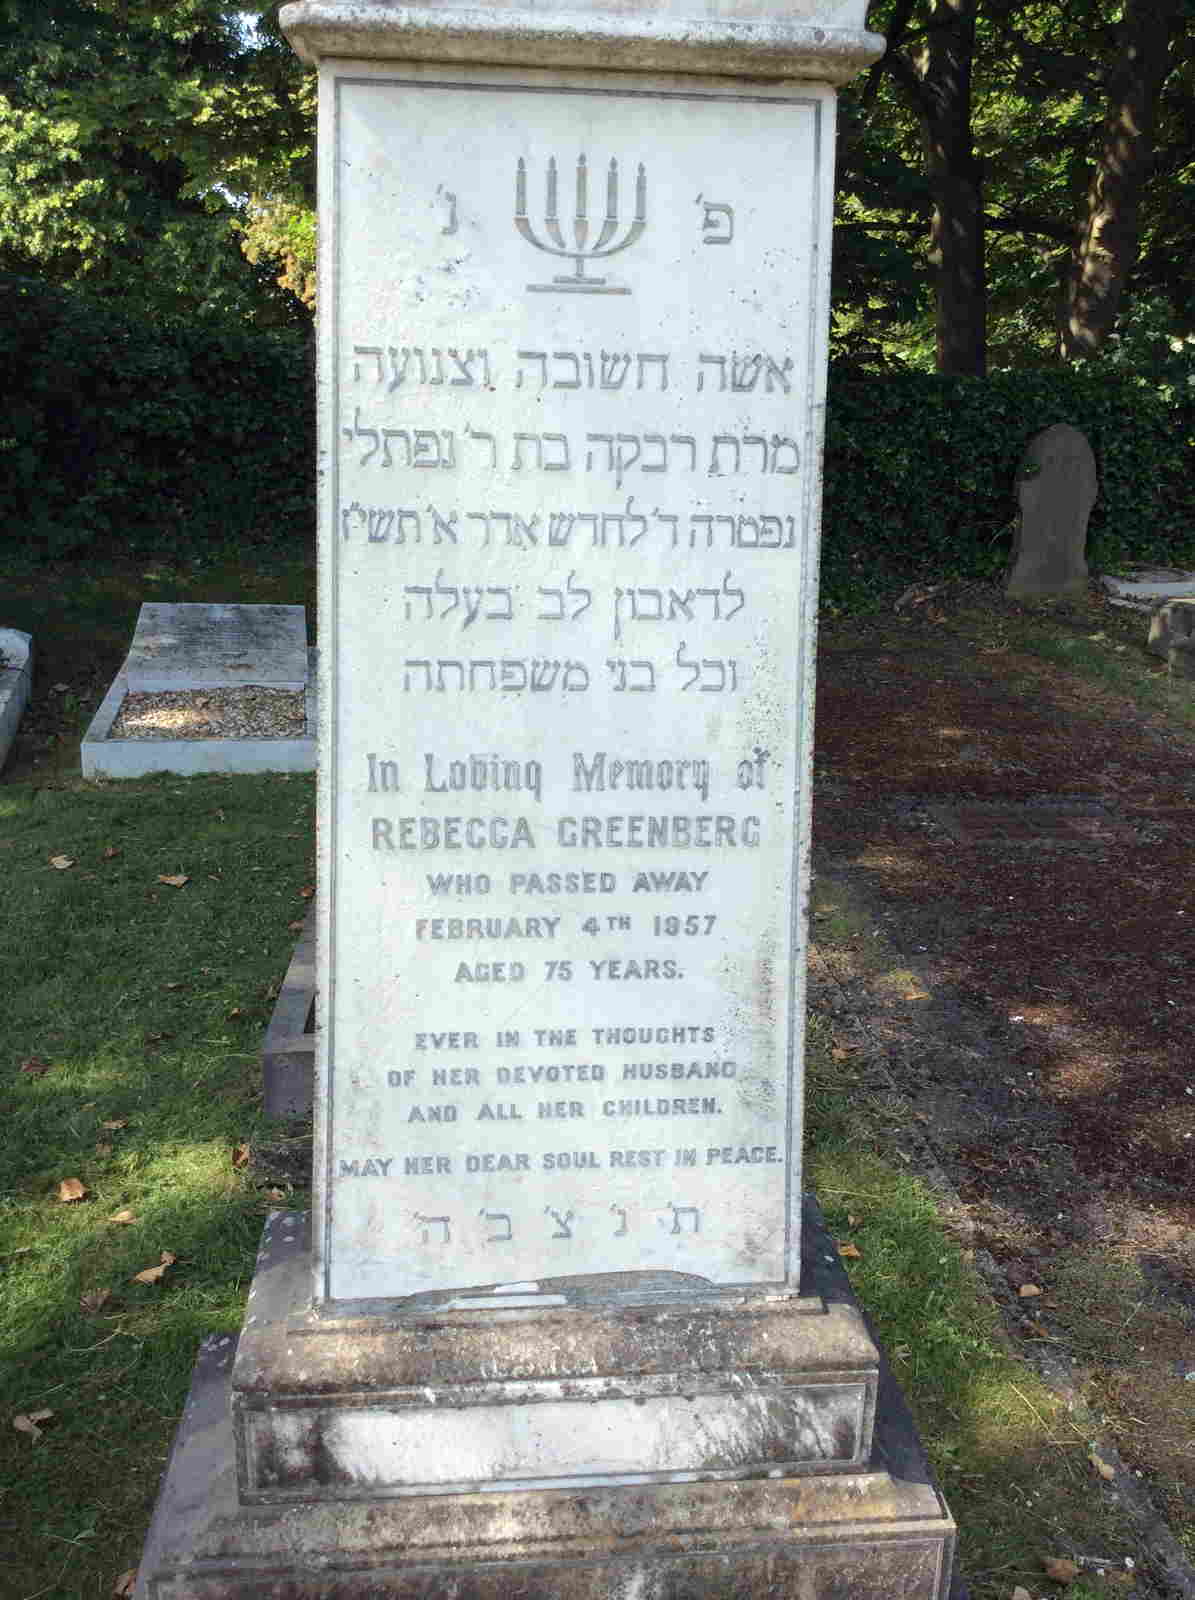 פ' נ'
אשה חשובה וצנועה
מרת רבקה בת ר' נפתלי
נפטרה ד' לחדש אדר א' תשי"ז
לדאבון לב בעלה
וכל בני משפחתה
In Loving Memory of
REBECCA GREENBERG
WHO PASSED AWAY
FEBRUARY 4TH 1957
AGED 75 YEARS.
EVER IN THE THOUGHTS
OF HER DEVOTED HUSBAND
AND ALL HER CHILDREN.
MAY HER DEAR SOUL REST IN PEACE.
ת' נ' צ' ב' ה'